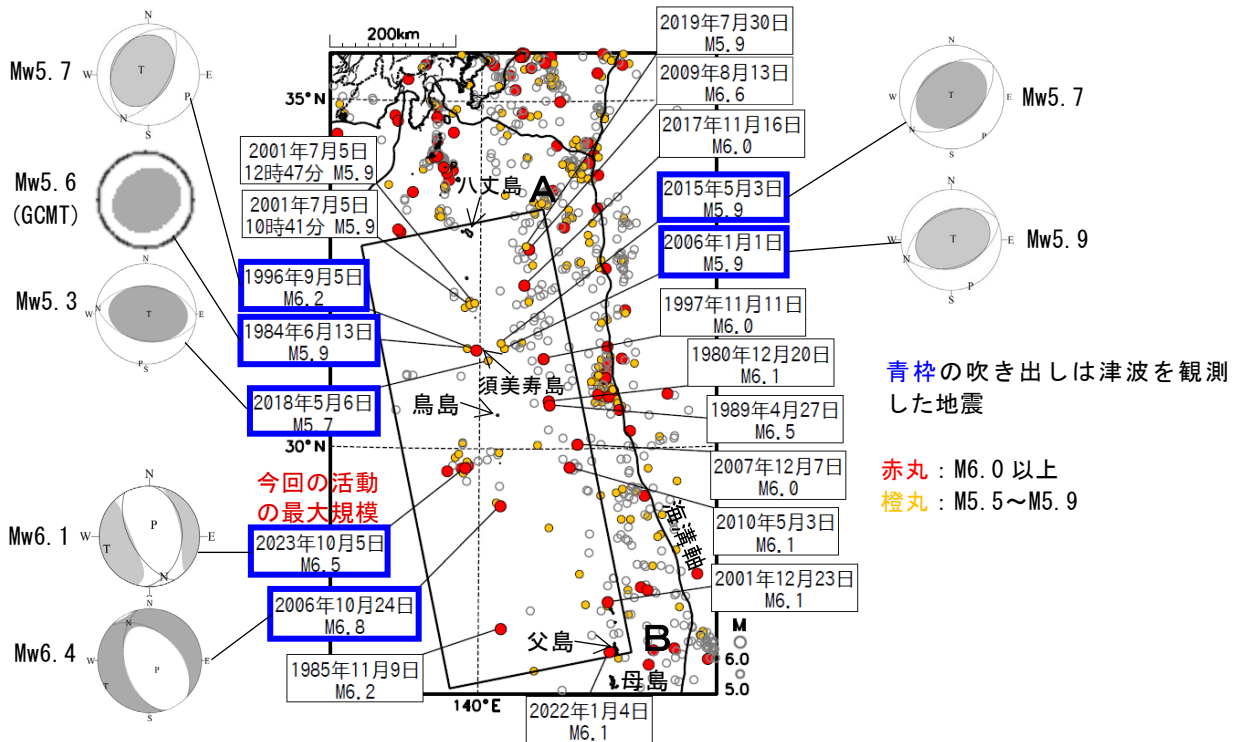 200km
35°N
30°N
140°E
N
W
T
E
P
N
S
Mw5.7
Mw5.6
(GCMT)
N
W
N
T
E
P
S
Mw5.3
N
W
P
E
T
N
Mw6.1
N
N
W
P
E
T
S
Mw6.4
2001年7月5日
12時47分 M5.9
2001年7月5日
10時41分 M5.9
1996年9月5日
M6.2
1984年6月13日
M5.9
2018年5月6日
M5.7
今回の活動
の最大規模
2023年10月5日
M6.5
2006年10月24日
M6.8
1985年11月9日
M6.2
八丈島
A
須美寿島
鳥島
海溝軸
父島
B
母島
2019年7月30日
M5.9
2009年8月13日
M6.6
2017年11月16日
M6.0
2015年5月3日
M5.9
2006年1月1日
M5.9
1997年11月11日
M6.0
1980年12月20日
M6.1
1989年4月27日
M6.5
2007年12月7日
M6.0
2010年5月3日
M6.1
2001年12月23日
M6.1
2022年1月4日
M6.1
M
6.0
5.0
N
W
T
E
N
P
S
Mw5.7
N
W
T
E
N
P
S
Mw5.9
青枠の吹き出しは津波を観測
した地震
赤丸：M6.0以上
橙丸：M5.5～M5.9